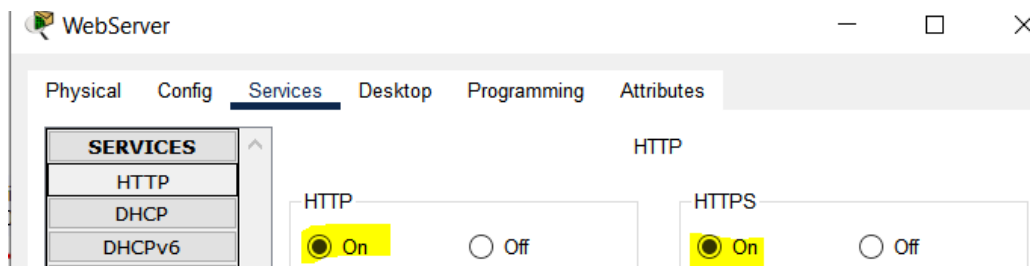 WebServer
Physical Config Services Desktop Programming Attributes
SERVICES
HTTP
HTTP
DHCP
DHCPv6
HTTP
On Off
HTTPS
On Off